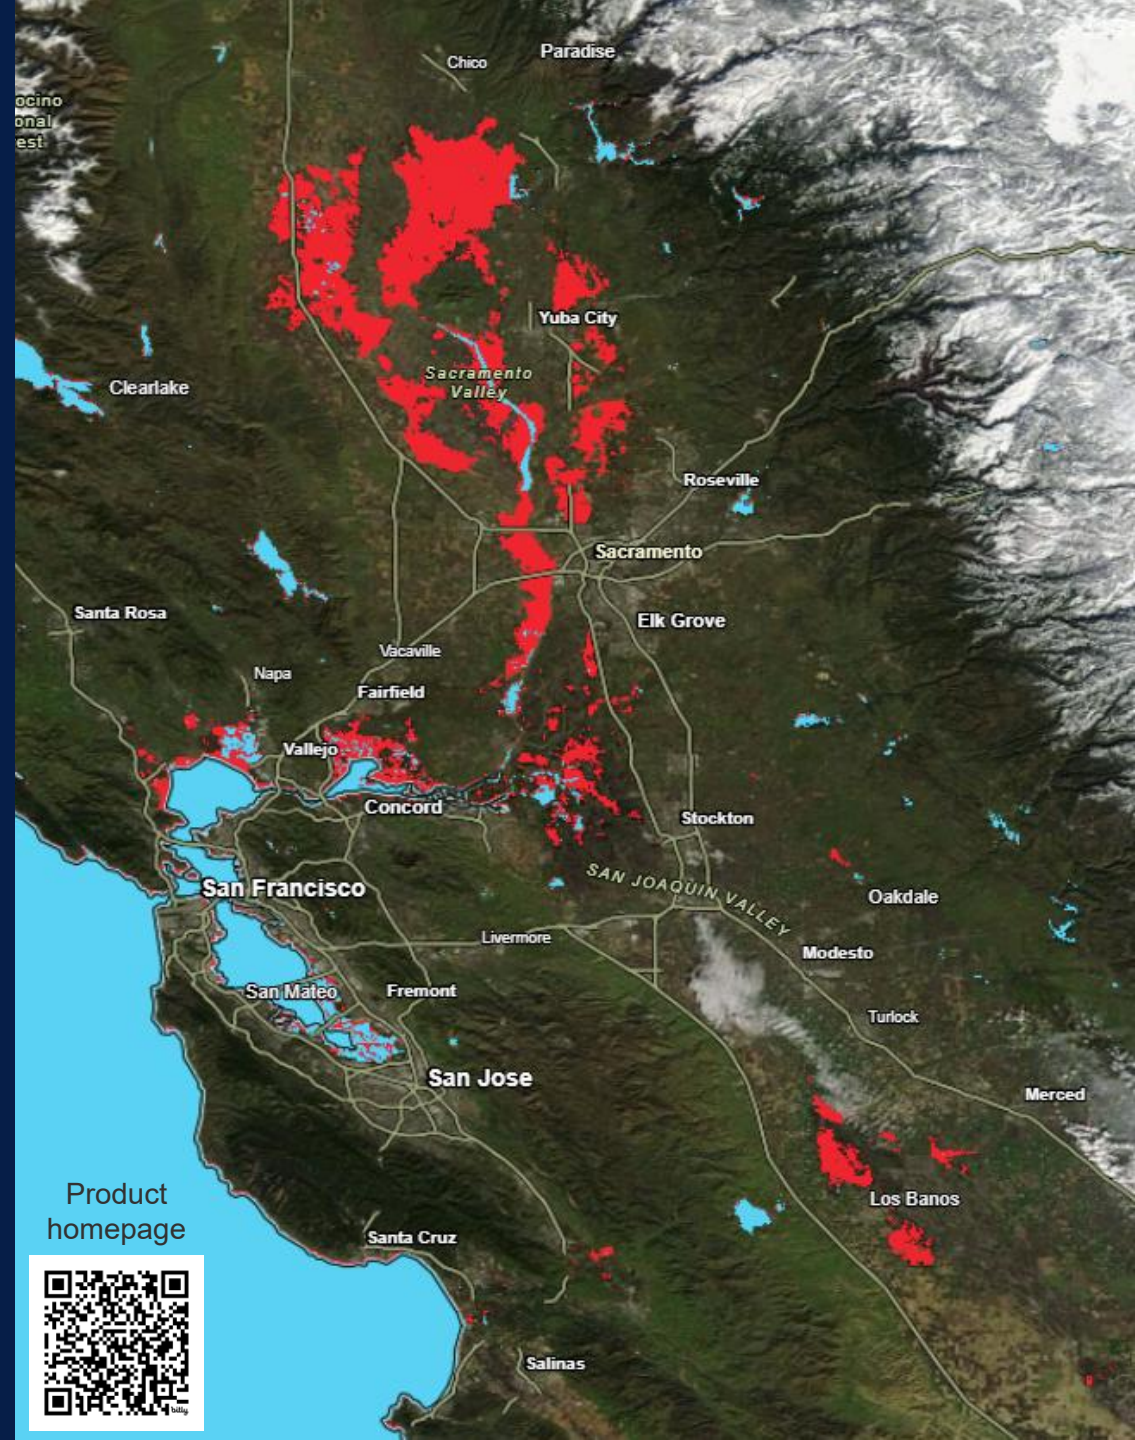 Paradise
Chico
ocino
onal
est
Yuba City
Sacramento
Valley
Clearlake
Roseville
Sacramento
Santa Rosa
Elk Grove
Vacaville
Napa
Fairfield
Vallejo
Concord
Stockton
San Francisco
SAN JOAQUIN VALLEY
Oakdale
Livermore
Modesto
San Mateo
Fremont
Turlock
San Jose
Merced
Product
homepage
Los Banos
Santa Cruz
Salinas
bitly